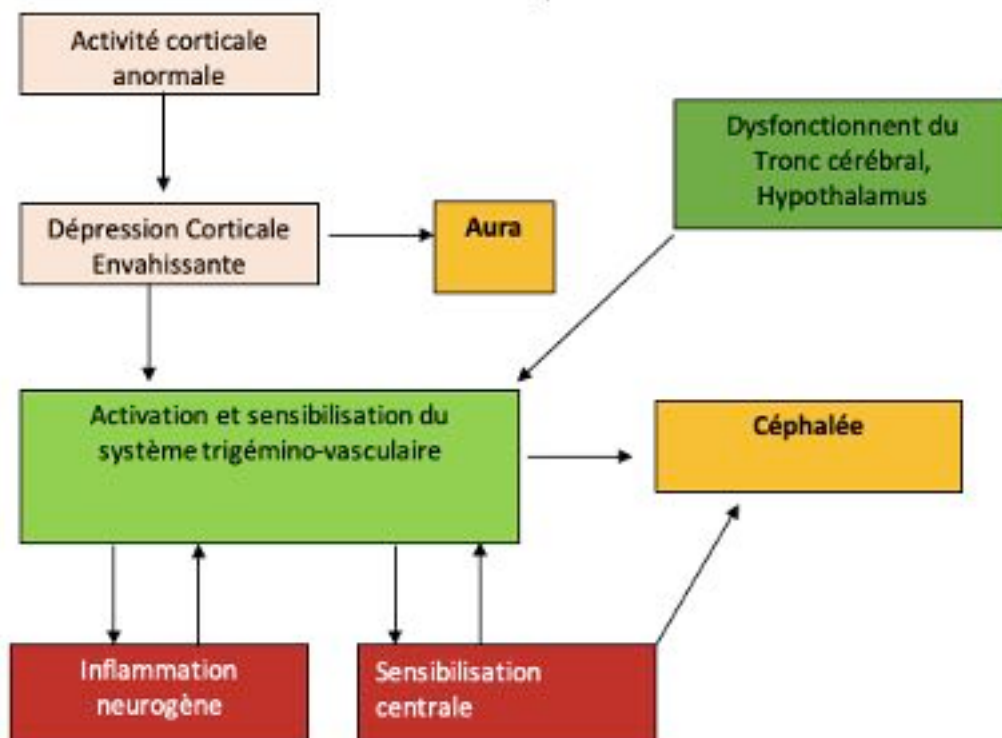 Activité corticale
anormale
Dysfonctionnent du
Tronc cérébral,
Hypothalamus
Dépression Corticale
Envahissante
Aura
Activation et sensibilisation du
système trigémino-vasculaire
Céphalée
Inflammation
neurogène
Sensibilisation
centrale